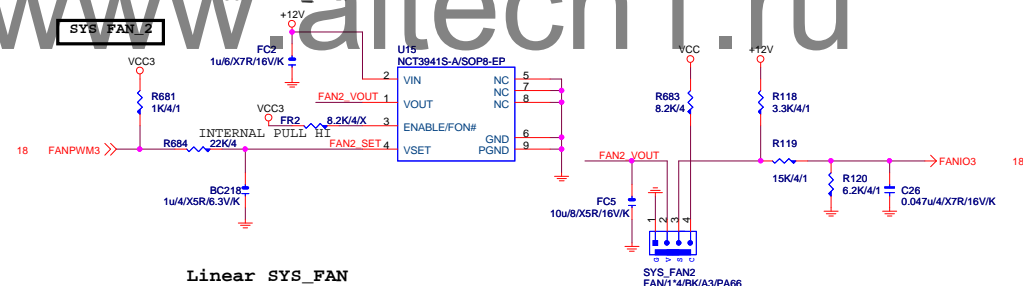 www.aitech1.ru
SYS FAN_2
+12V
FC2
1u/6/X7R/16V/K
U15
NCT3941S-A/SOP8-EP
VCC
+12V
VCC3
R681
1K/4/1
2 VIN NC 5
NC 7
FAN2_VOUT 1 VOUT NC 8
R683
8.2K/4
R118
3.3K/4/1
VCC3
FR2 8.2K/4/X 3 ENABLE/FON#
INTERNAL PULL HI
GND 6
18 FANPWM3 R684 22K/4 FAN2_SET 4 VSET PGND 9
R119
FAN2_VOUT
FANIO3 18
15K/4/1
R120
6.2K/4/1
C26
0.047u/4/X7R/16V/K
BC218
1u/4/X5R/6.3V/K
FC5
10u/8/X5R/16V/K
1 2 3 4
G V S C
SYS_FAN2
FAN/1*4/BK/A3/PA66
Linear SYS_FAN